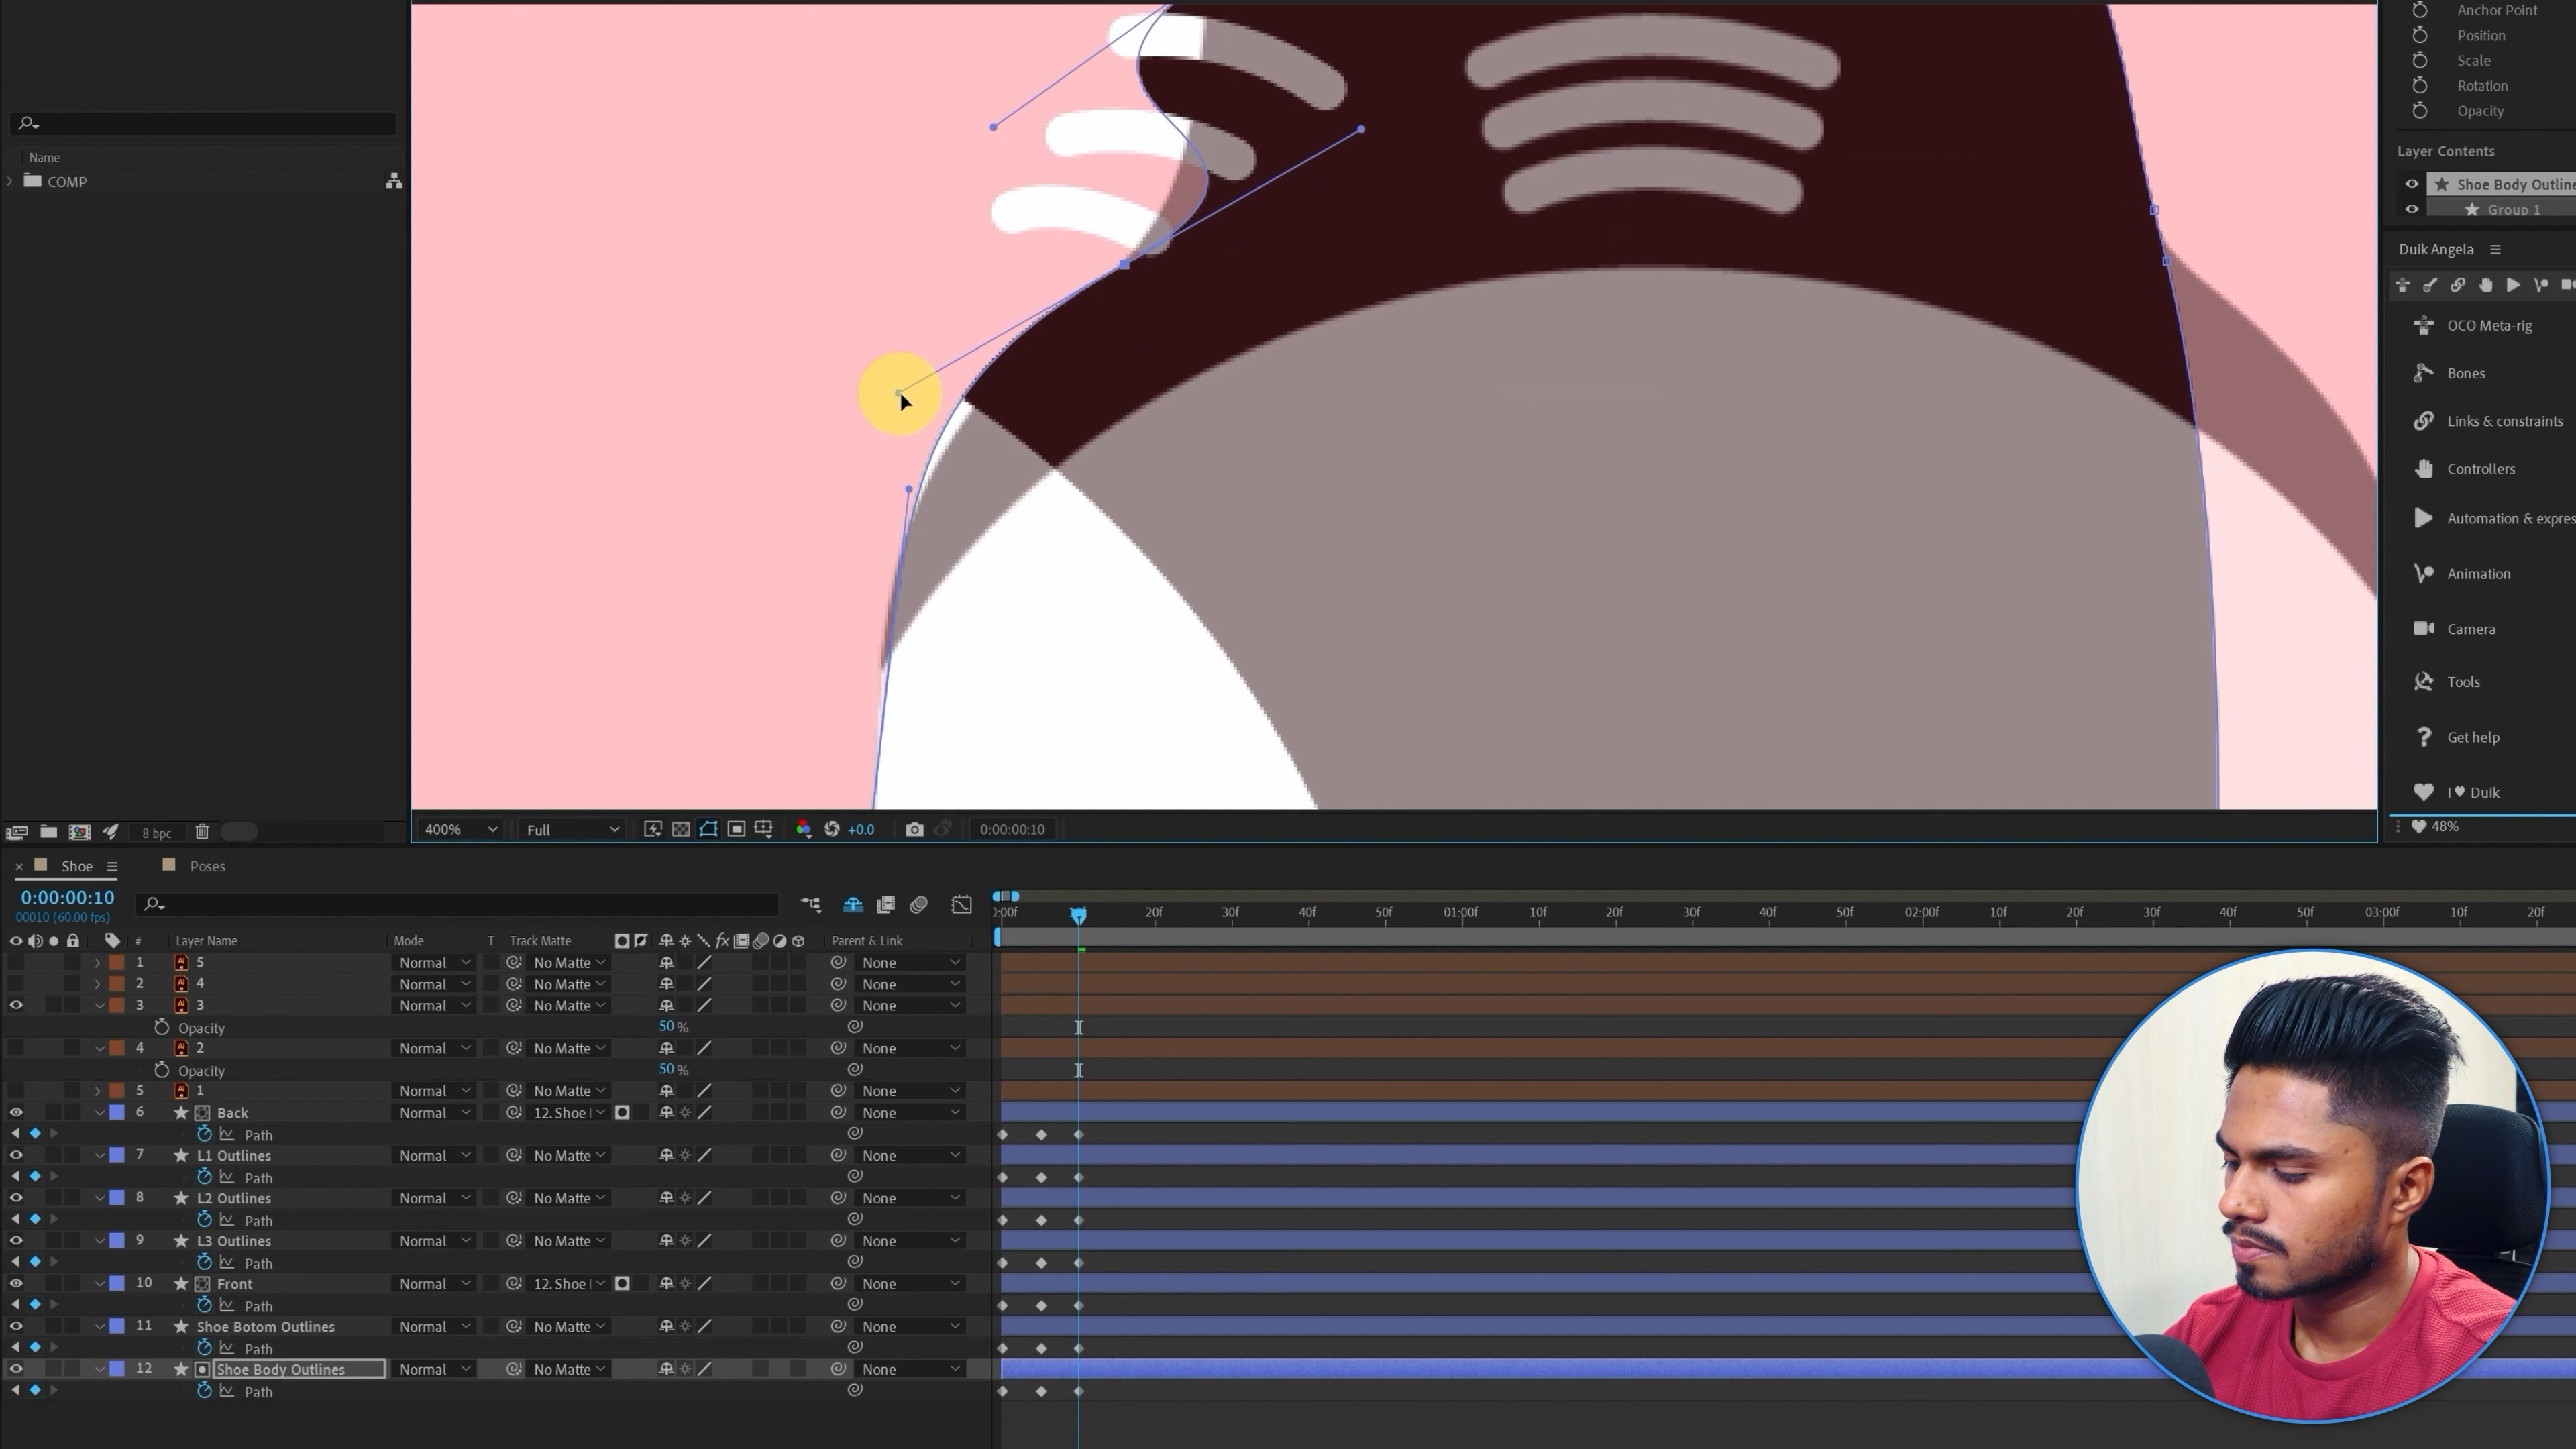 Name
COMP
8 bpc
400%
Full
+0.0
0:00:00:10
Anchor Point
Position
Scale
Rotation
Opacity
Layer Contents
Shoe Body Outline
Group 1
Duik Angela
OCO Meta-rig
Bones
Links & constraints
Controllers
Automation & expres
Animation
Camera
Tools
Get help
I ♥ Duik
48%
Shoe
Poses
0:00:00:10
00010 (60.00 fps)
0:00f 20f 30f 40f 50f 01:00f 10f 20f 30f 40f 50f 02:00f 10f 20f 30f 40f 50f 03:00f 10f 20f
# Layer Name Mode T Track Matte fx Parent & Link
1 Ai 5 Normal No Matte None
2 Ai 4 Normal No Matte None
3 Ai 3 Normal No Matte None
Opacity 50 %
4 Ai 2 Normal No Matte None
Opacity 50 %
5 Ai 1 Normal No Matte None
6 Back Normal 12. Shoe None
Path
7 L1 Outlines Normal No Matte None
Path
8 L2 Outlines Normal No Matte None
Path
9 L3 Outlines Normal No Matte None
Path
10 Front Normal 12. Shoe None
Path
11 Shoe Botom Outlines Normal No Matte None
Path
12 Shoe Body Outlines Normal No Matte None
Path